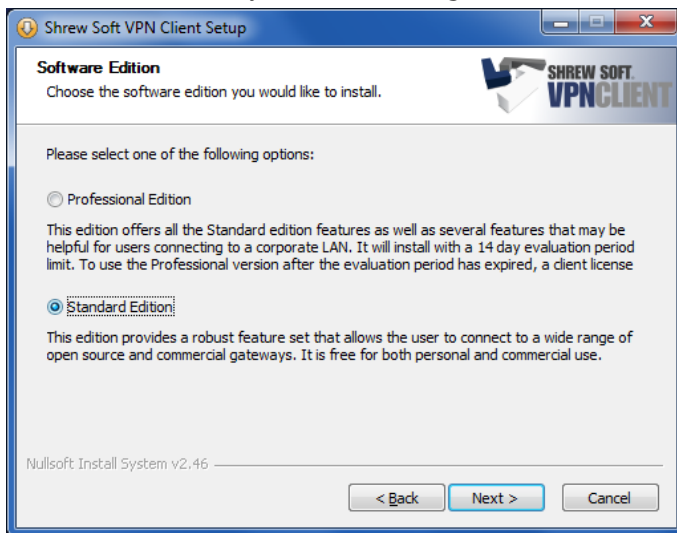 Shrew Soft VPN Client Setup
Software Edition
Choose the software edition you would like to install.
SHREW SOFT.
VPNCLIENT
Please select one of the following options:
Professional Edition
This edition offers all the Standard edition features as well as several features that may be
helpful for users connecting to a corporate LAN. It will install with a 14 day evaluation period
limit. To use the Professional version after the evaluation period has expired, a client license
Standard Edition
This edition provides a robust feature set that allows the user to connect to a wide range of
open source and commercial gateways. It is free for both personal and commercial use.
Nullsoft Install System v2.46
< Back
Next >
Cancel